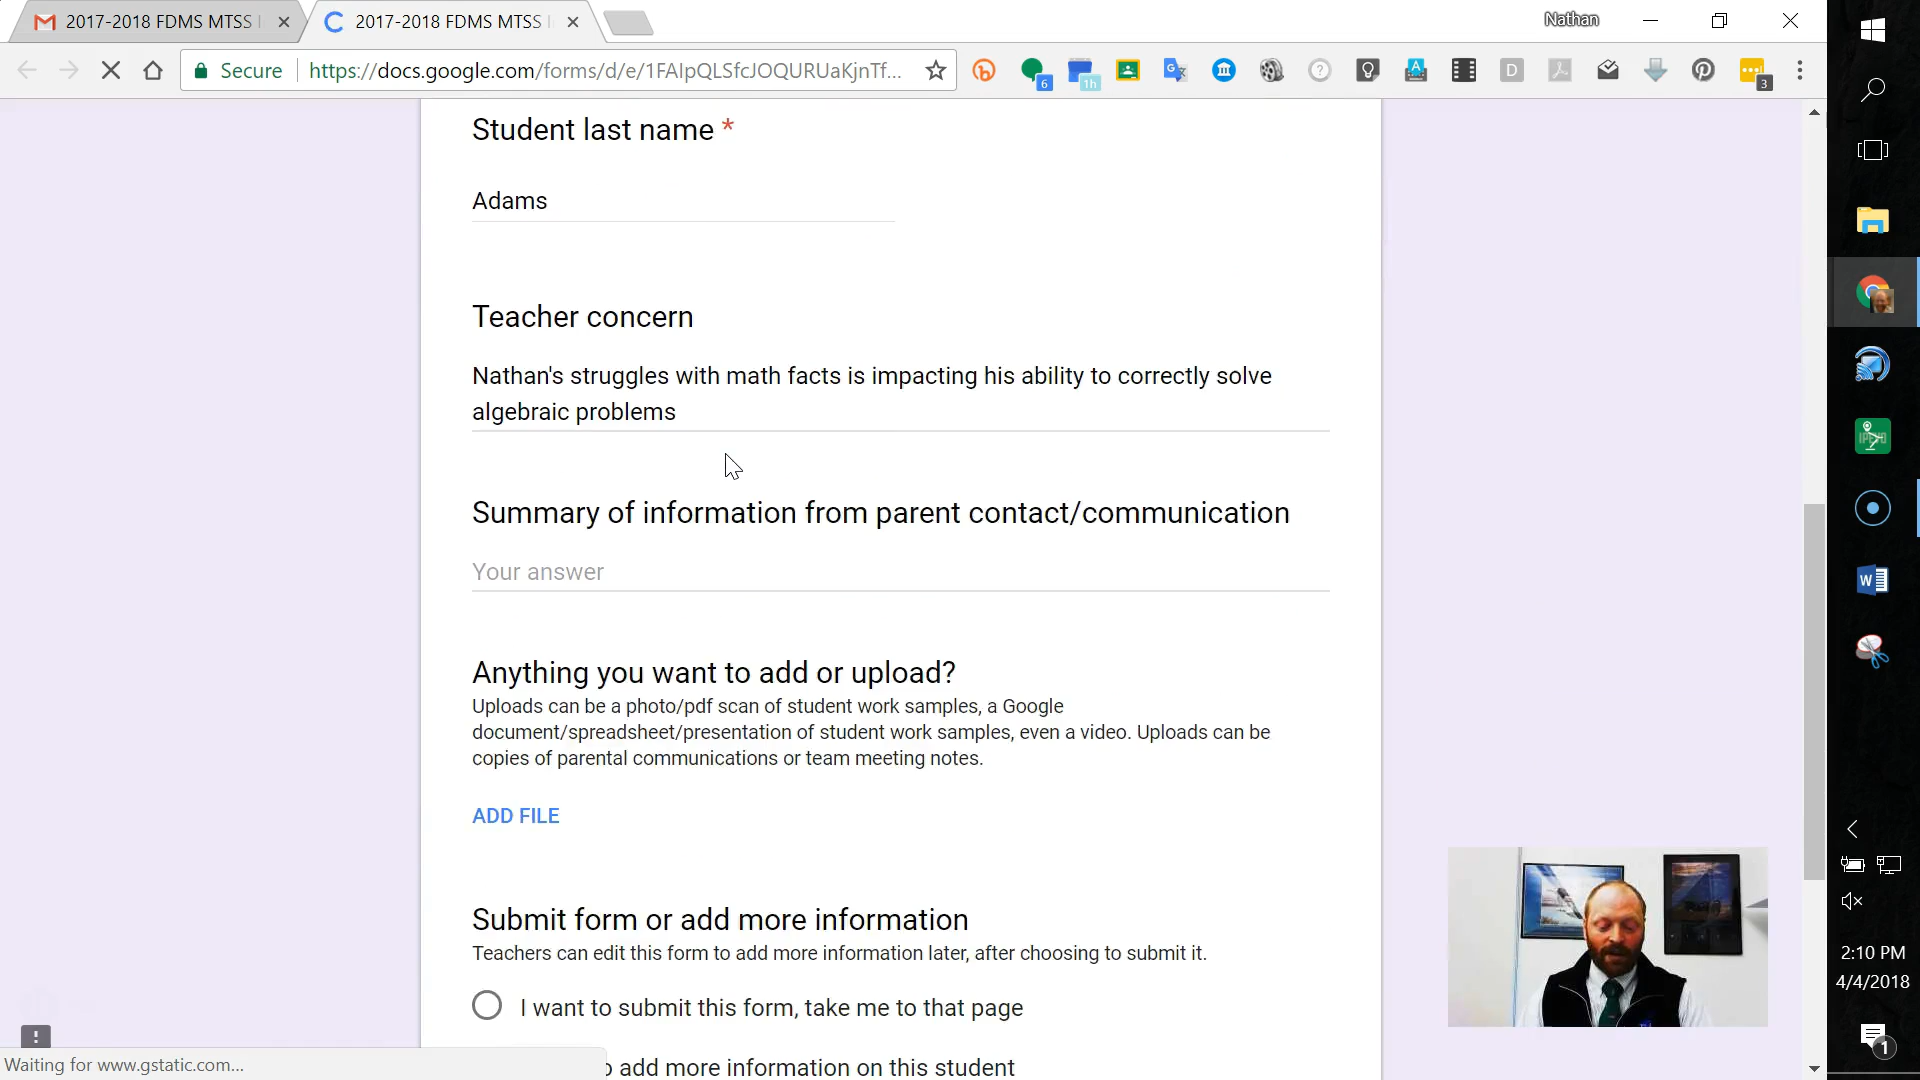 2017-2018 FDMS MTSS
2017-2018 FDMS MTSS
Nathan
Secure
https://docs.google.com/forms/d/e/1FAIpQLSfcJOQURUaKjnTf...
6
1h
D
3
Student last name *
Adams
Teacher concern
Nathan's struggles with math facts is impacting his ability to correctly solve
algebraic problems
Summary of information from parent contact/communication
Your answer
Anything you want to add or upload?
Uploads can be a photo/pdf scan of student work samples, a Google
document/spreadsheet/presentation of student work samples, even a video. Uploads can be
copies of parental communications or team meeting notes.
ADD FILE
Submit form or add more information
Teachers can edit this form to add more information later, after choosing to submit it.
I want to submit this form, take me to that page
add more information on this student
Waiting for www.gstatic.com...
IPEVO
W
2:10 PM
4/4/2018
1